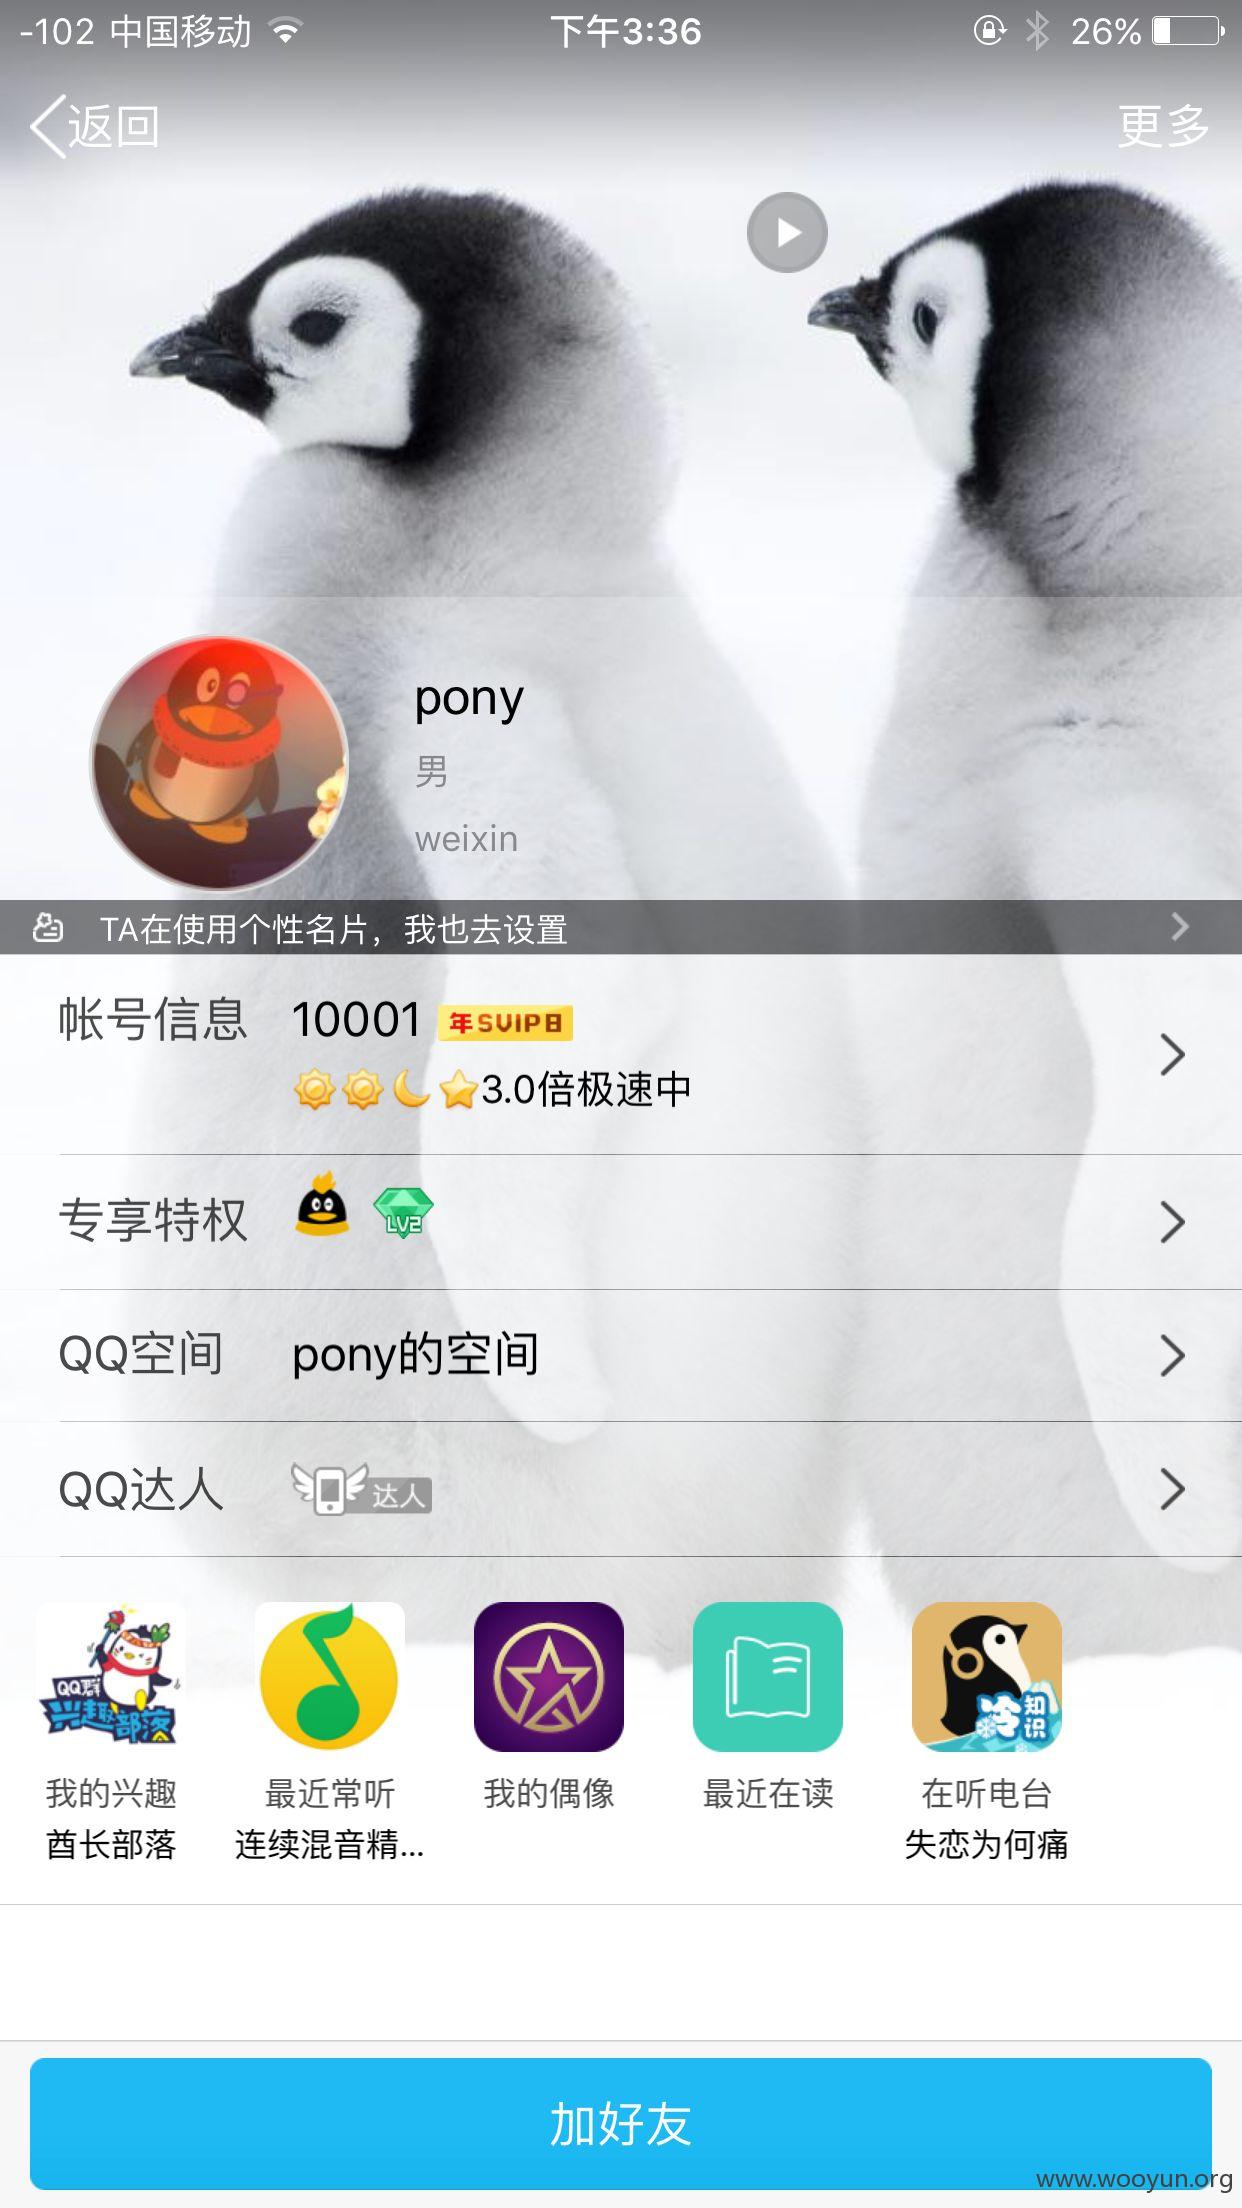 -102 中国移动 下午3:36 26%
返回 更多
pony
男
weixin
TA在使用个性名片，我也去设置
帐号信息 10001 年SVIP8
3.0倍极速中
专享特权 LV2
QQ空间 pony的空间
QQ达人 达人
QQ群 兴趣部落 冷知识
我的兴趣 最近常听 我的偶像 最近在读 在听电台
酋长部落 连续混音精... 失恋为何痛
加好友
www.wooyun.org